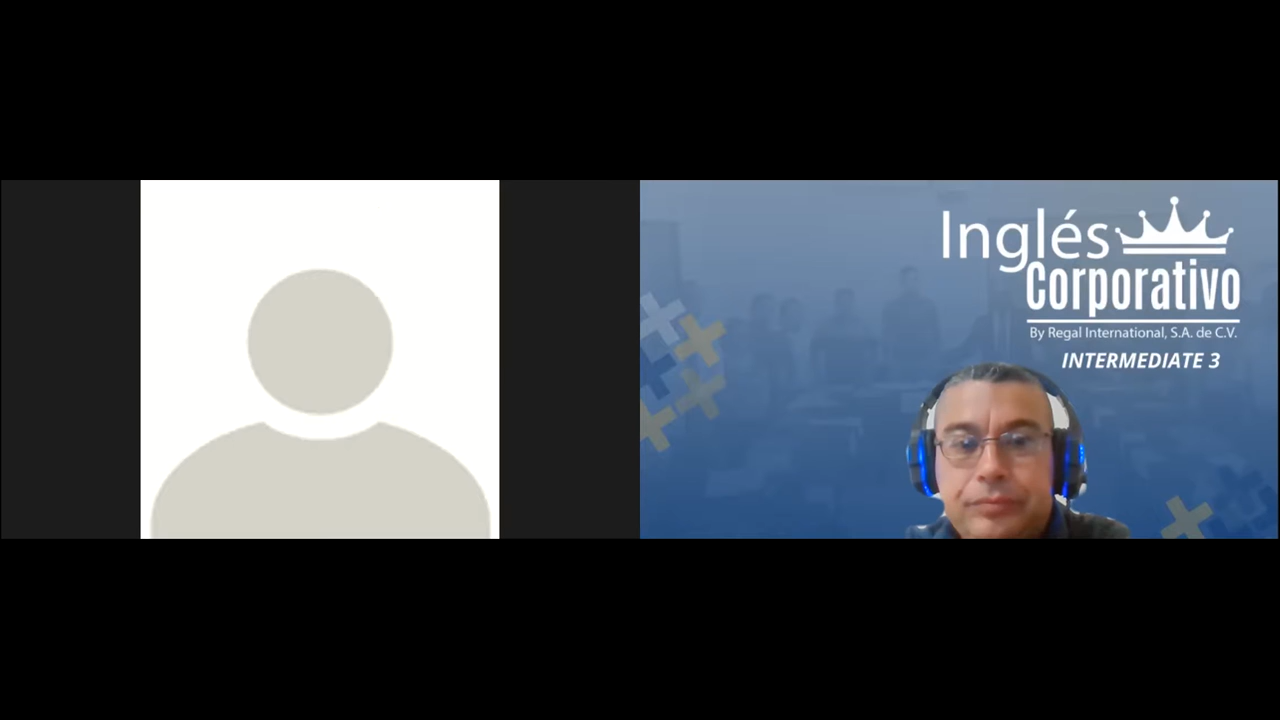 Inglés
Corporativo
By Regal International, S.A. de C.V.
INTERMEDIATE 3